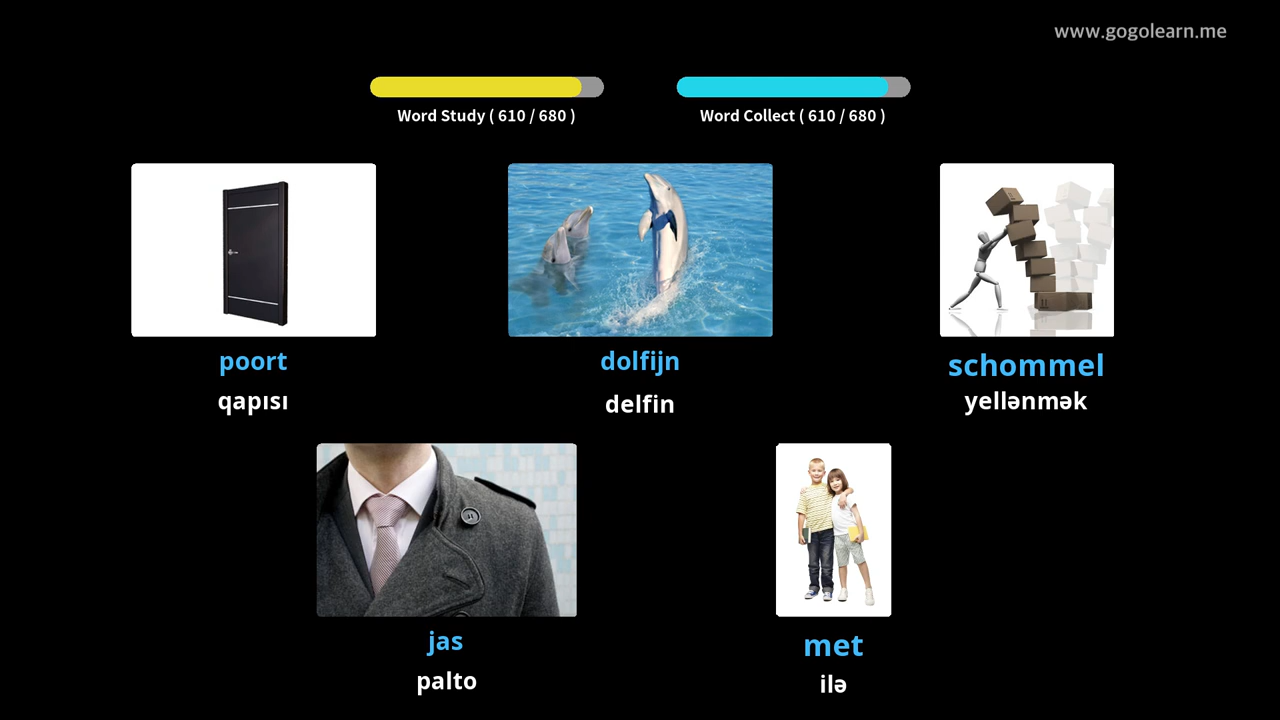 www.gogolearn.me
Word Study ( 610 / 680 )
Word Collect ( 610 / 680 )
poort
dolfijn
schommel
qapısı
delfin
yellənmək
jas
met
palto
ilə